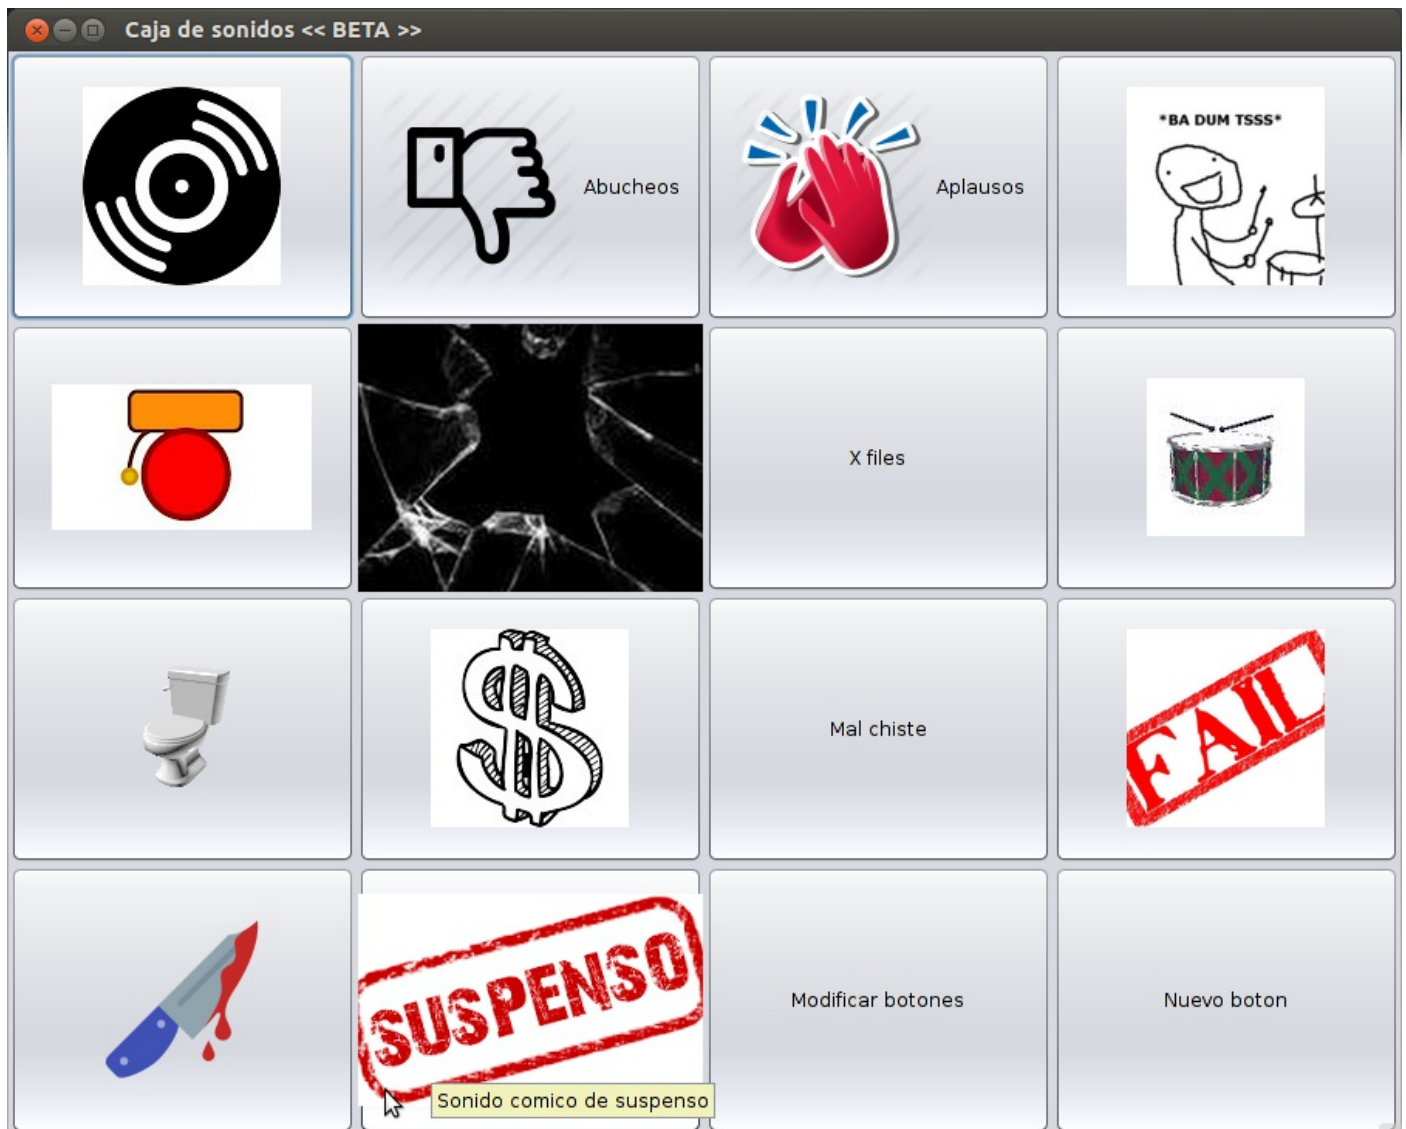 Caja de sonidos << BETA >>
Abucheos
Aplausos
*BA DUM TSSS*
X files
Mal chiste
FAIL
SUSPENSO
Modificar botones
Nuevo boton
Sonido comico de suspenso